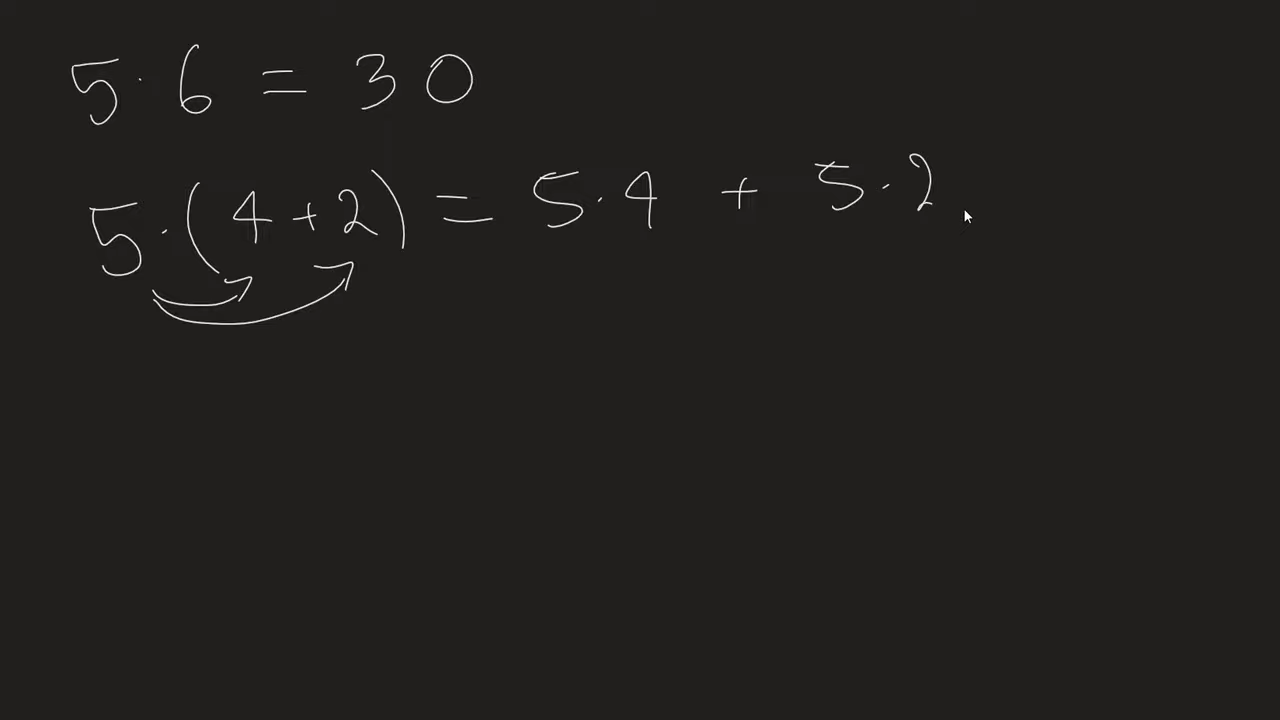 5·6 = 30
5·(4+2) = 5·4 + 5·2